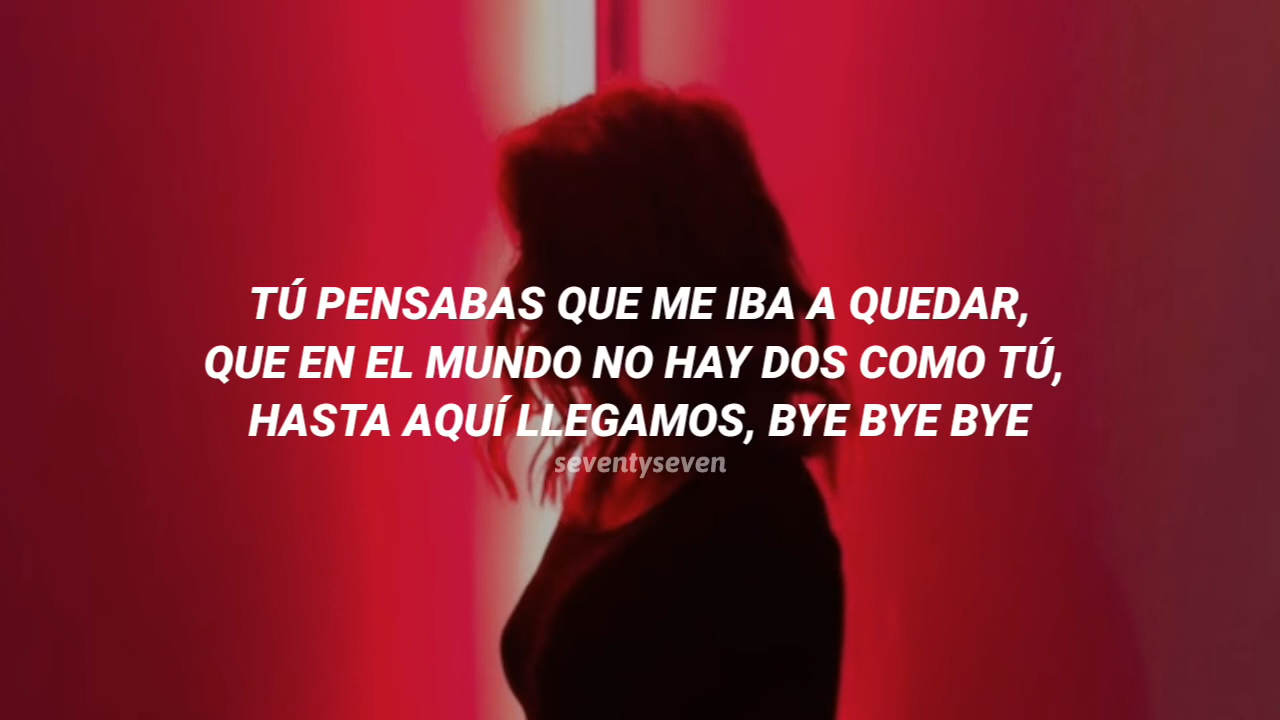 TÚ PENSABAS QUE ME IBA A QUEDAR,
QUE EN EL MUNDO NO HAY DOS COMO TÚ,
HASTA AQUÍ LLEGAMOS, BYE BYE BYE
seventyseven